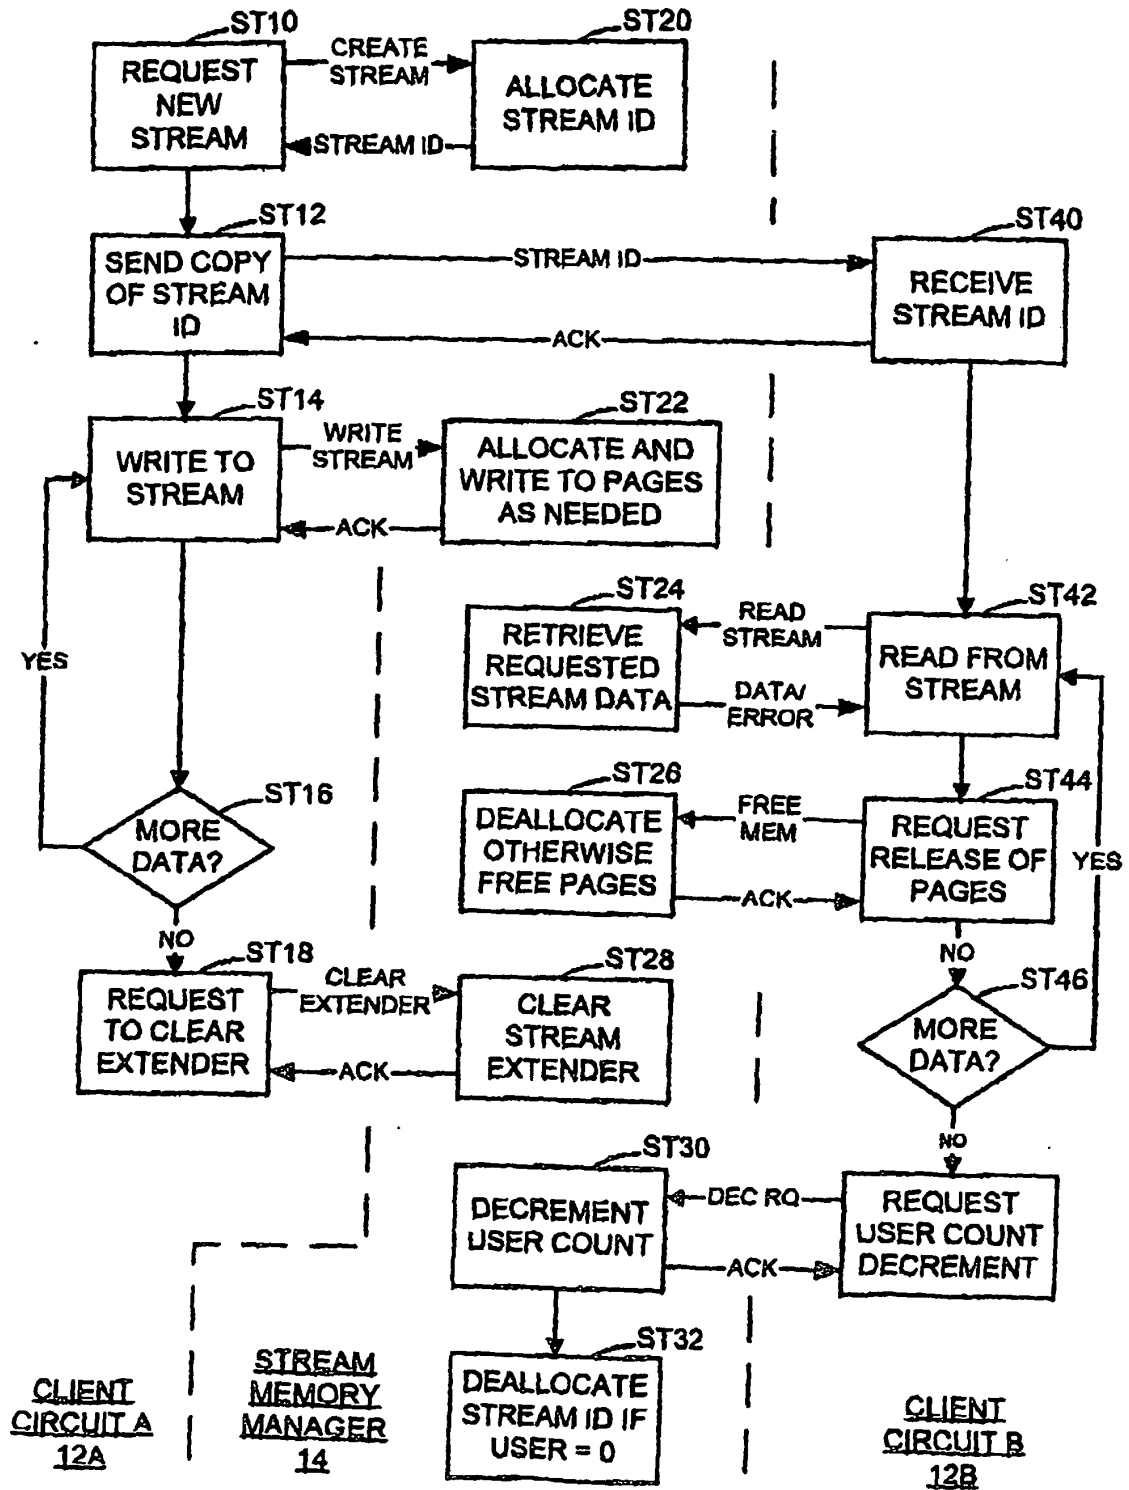 ST10
REQUEST
NEW
STREAM
CREATE
STREAM
STREAM ID
ST20
ALLOCATE
STREAM ID
ST12
SEND COPY
OF STREAM
ID
STREAM ID
ACK
ST40
RECEIVE
STREAM ID
ST14
WRITE TO
STREAM
WRITE
STREAM
ACK
ST22
ALLOCATE AND
WRITE TO PAGES
AS NEEDED
ST24
RETRIEVE
REQUESTED
STREAM DATA
READ
STREAM
DATA/
ERROR
ST42
READ FROM
STREAM
YES
ST16
MORE
DATA?
NO
ST26
DEALLOCATE
OTHERWISE
FREE PAGES
FREE
MEM
ACK
ST44
REQUEST
RELEASE OF
PAGES
YES
NO
ST18
REQUEST
TO CLEAR
EXTENDER
CLEAR
EXTENDER
ACK
ST28
CLEAR
STREAM
EXTENDER
ST46
MORE
DATA?
NO
ST30
DECREMENT
USER COUNT
DEC RQ
ACK
REQUEST
USER COUNT
DECREMENT
ST32
DEALLOCATE
STREAM ID IF
USER = 0
CLIENT
CIRCUIT A
12A
STREAM
MEMORY
MANAGER
14
CLIENT
CIRCUIT B
12B